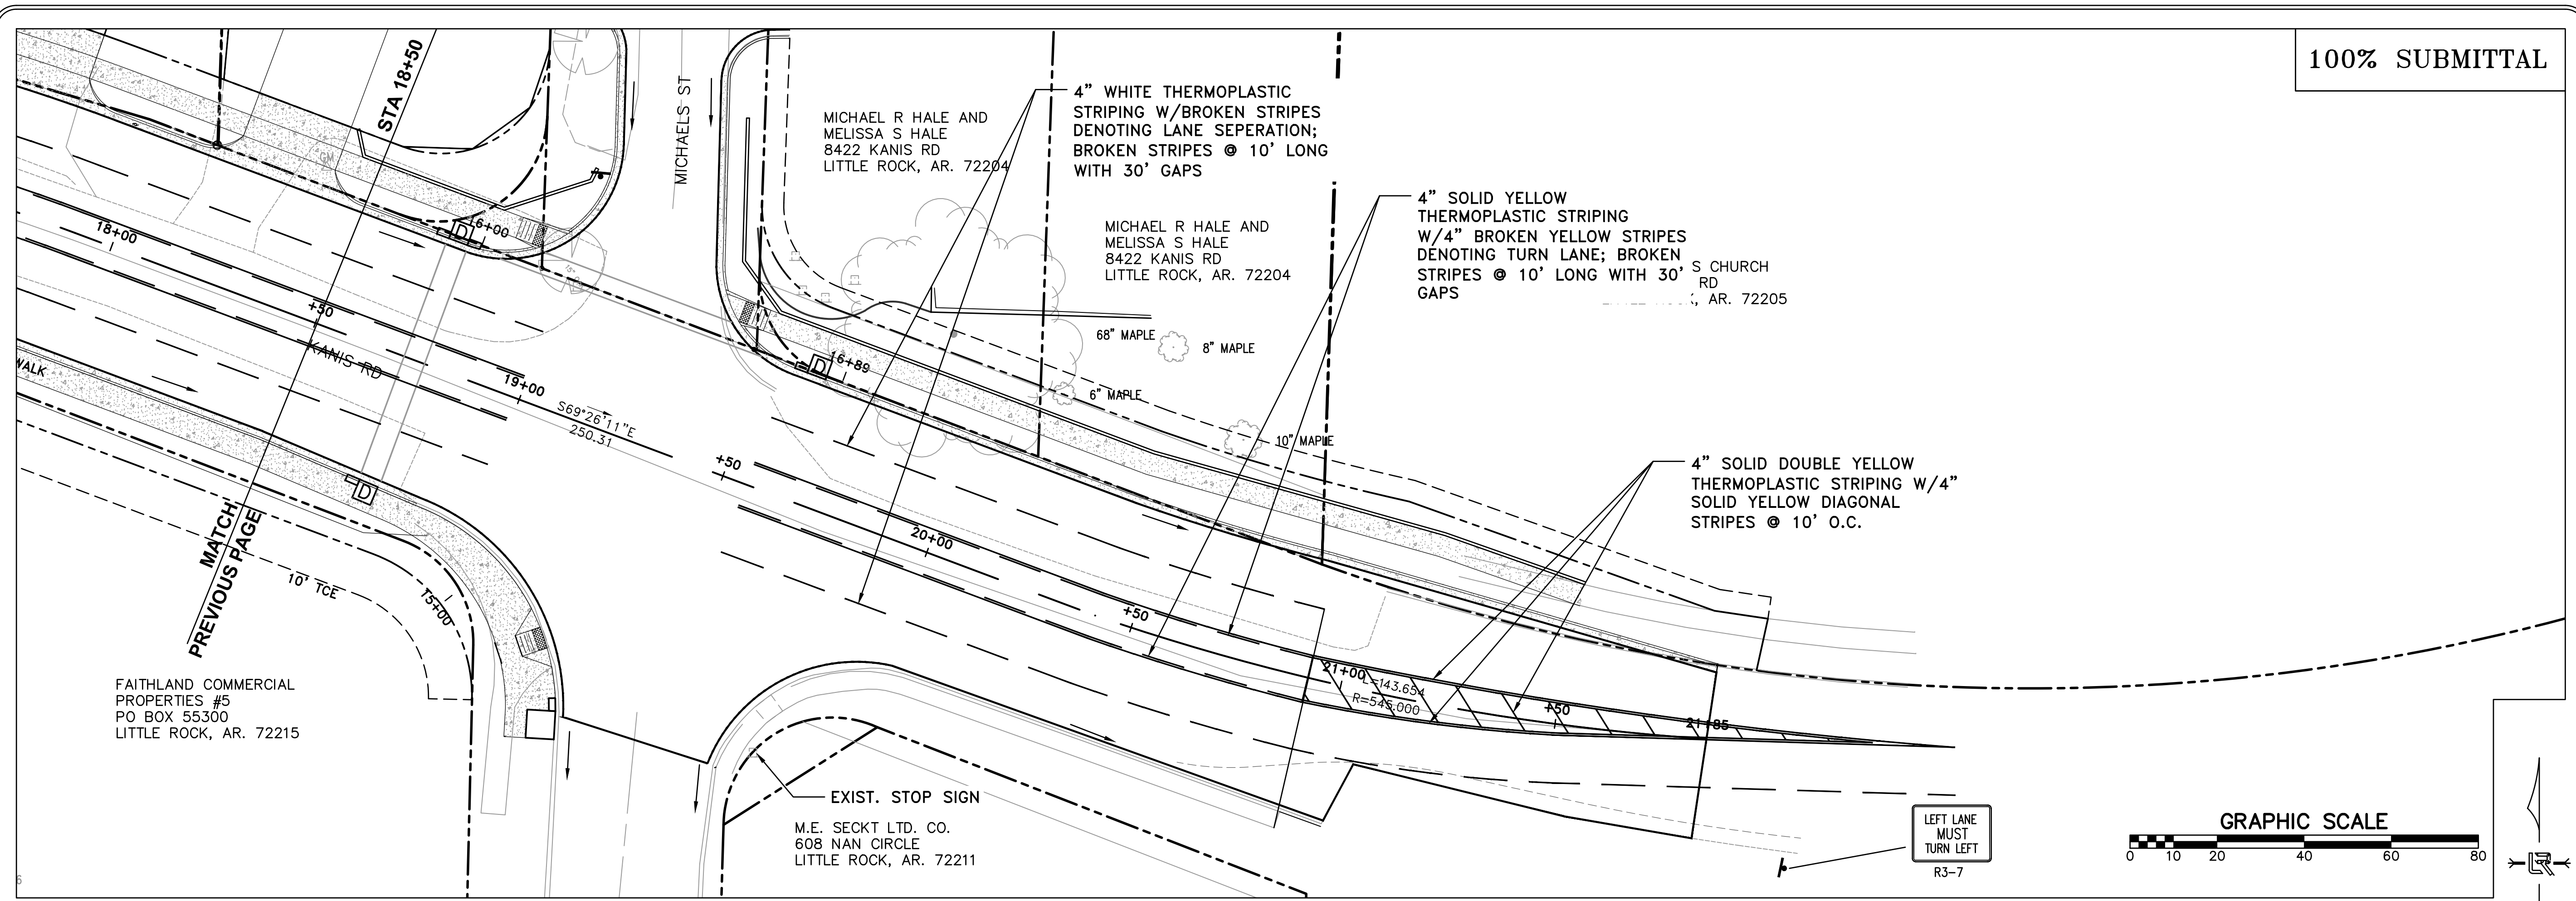 100% SUBMITTAL
STA 18+50
MICHAELS ST
MICHAEL R HALE AND
MELISSA S HALE
8422 KANIS RD
LITTLE ROCK, AR. 72204
4” WHITE THERMOPLASTIC
STRIPING W/BROKEN STRIPES
DENOTING LANE SEPERATION;
BROKEN STRIPES @ 10’ LONG
WITH 30’ GAPS
MICHAEL R HALE AND
MELISSA S HALE
8422 KANIS RD
LITTLE ROCK, AR. 72204
4” SOLID YELLOW
THERMOPLASTIC STRIPING
W/4” BROKEN YELLOW STRIPES
DENOTING TURN LANE; BROKEN
STRIPES @ 10’ LONG WITH 30’
GAPS
S CHURCH
RD
, AR. 72205
GM
18+00
16+00
D
+50
KANIS RD
WALK
19+00
S69°26’11”E
250.31
D
16+89
68” MAPLE
8” MAPLE
6” MAPLE
10” MAPLE
+50
D
4” SOLID DOUBLE YELLOW
THERMOPLASTIC STRIPING W/4”
SOLID YELLOW DIAGONAL
STRIPES @ 10’ O.C.
MATCH
PREVIOUS PAGE
10’ TCE
15+00
20+00
+50
21+00
L=143.654
R=545.000
+50
21+85
FAITHLAND COMMERCIAL
PROPERTIES #5
PO BOX 55300
LITTLE ROCK, AR. 72215
EXIST. STOP SIGN
M.E. SECKT LTD. CO.
608 NAN CIRCLE
LITTLE ROCK, AR. 72211
LEFT LANE
MUST
TURN LEFT
R3-7
GRAPHIC SCALE
0 10 20 40 60 80
LR
6